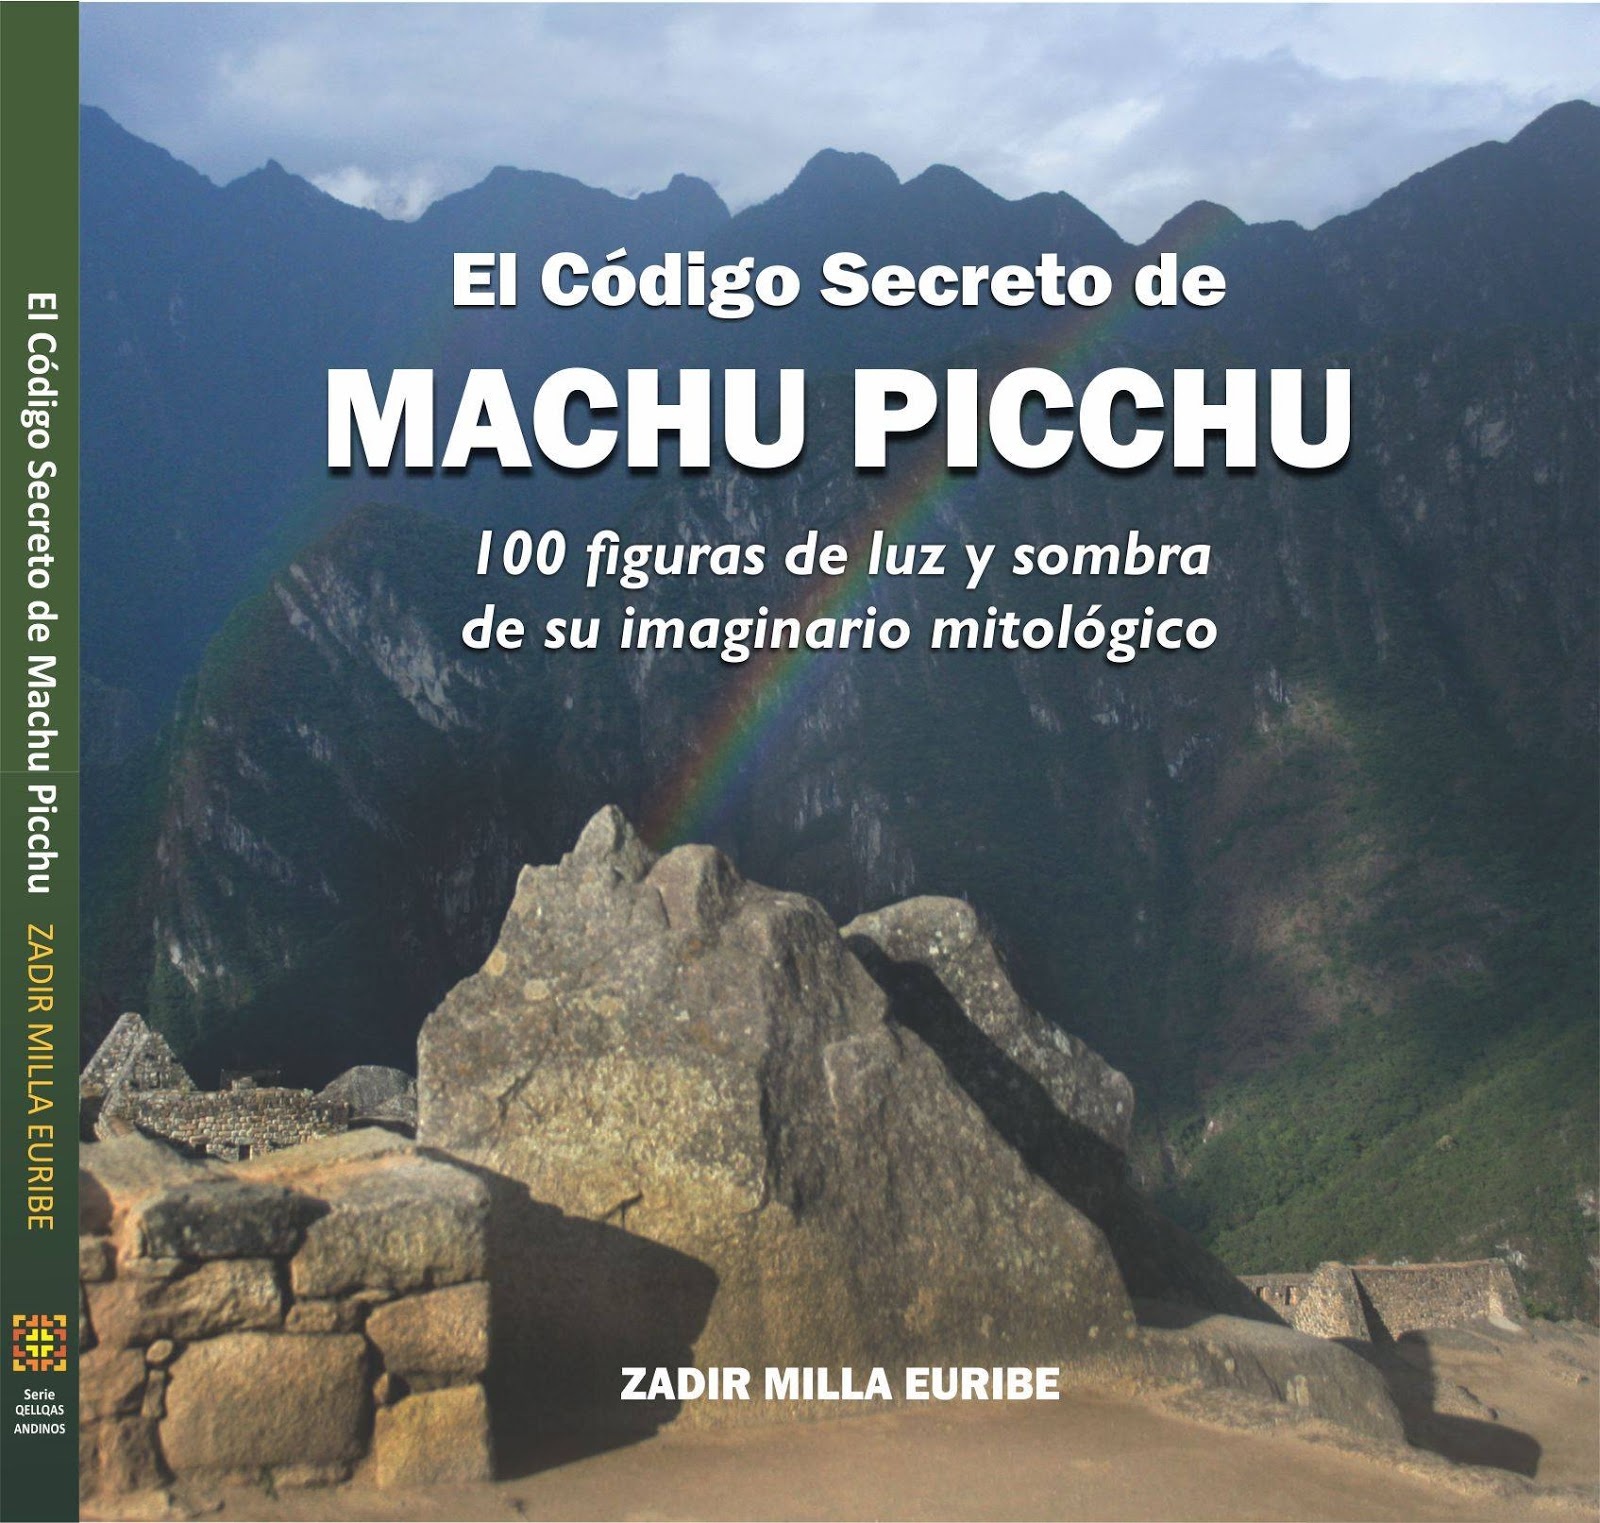 El Código Secreto de Machu Picchu ZADIR MILLA EURIBE
Serie
QELLQAS
ANDINOS
El Código Secreto de
MACHU PICCHU
100 figuras de luz y sombra
de su imaginario mitológico
ZADIR MILLA EURIBE